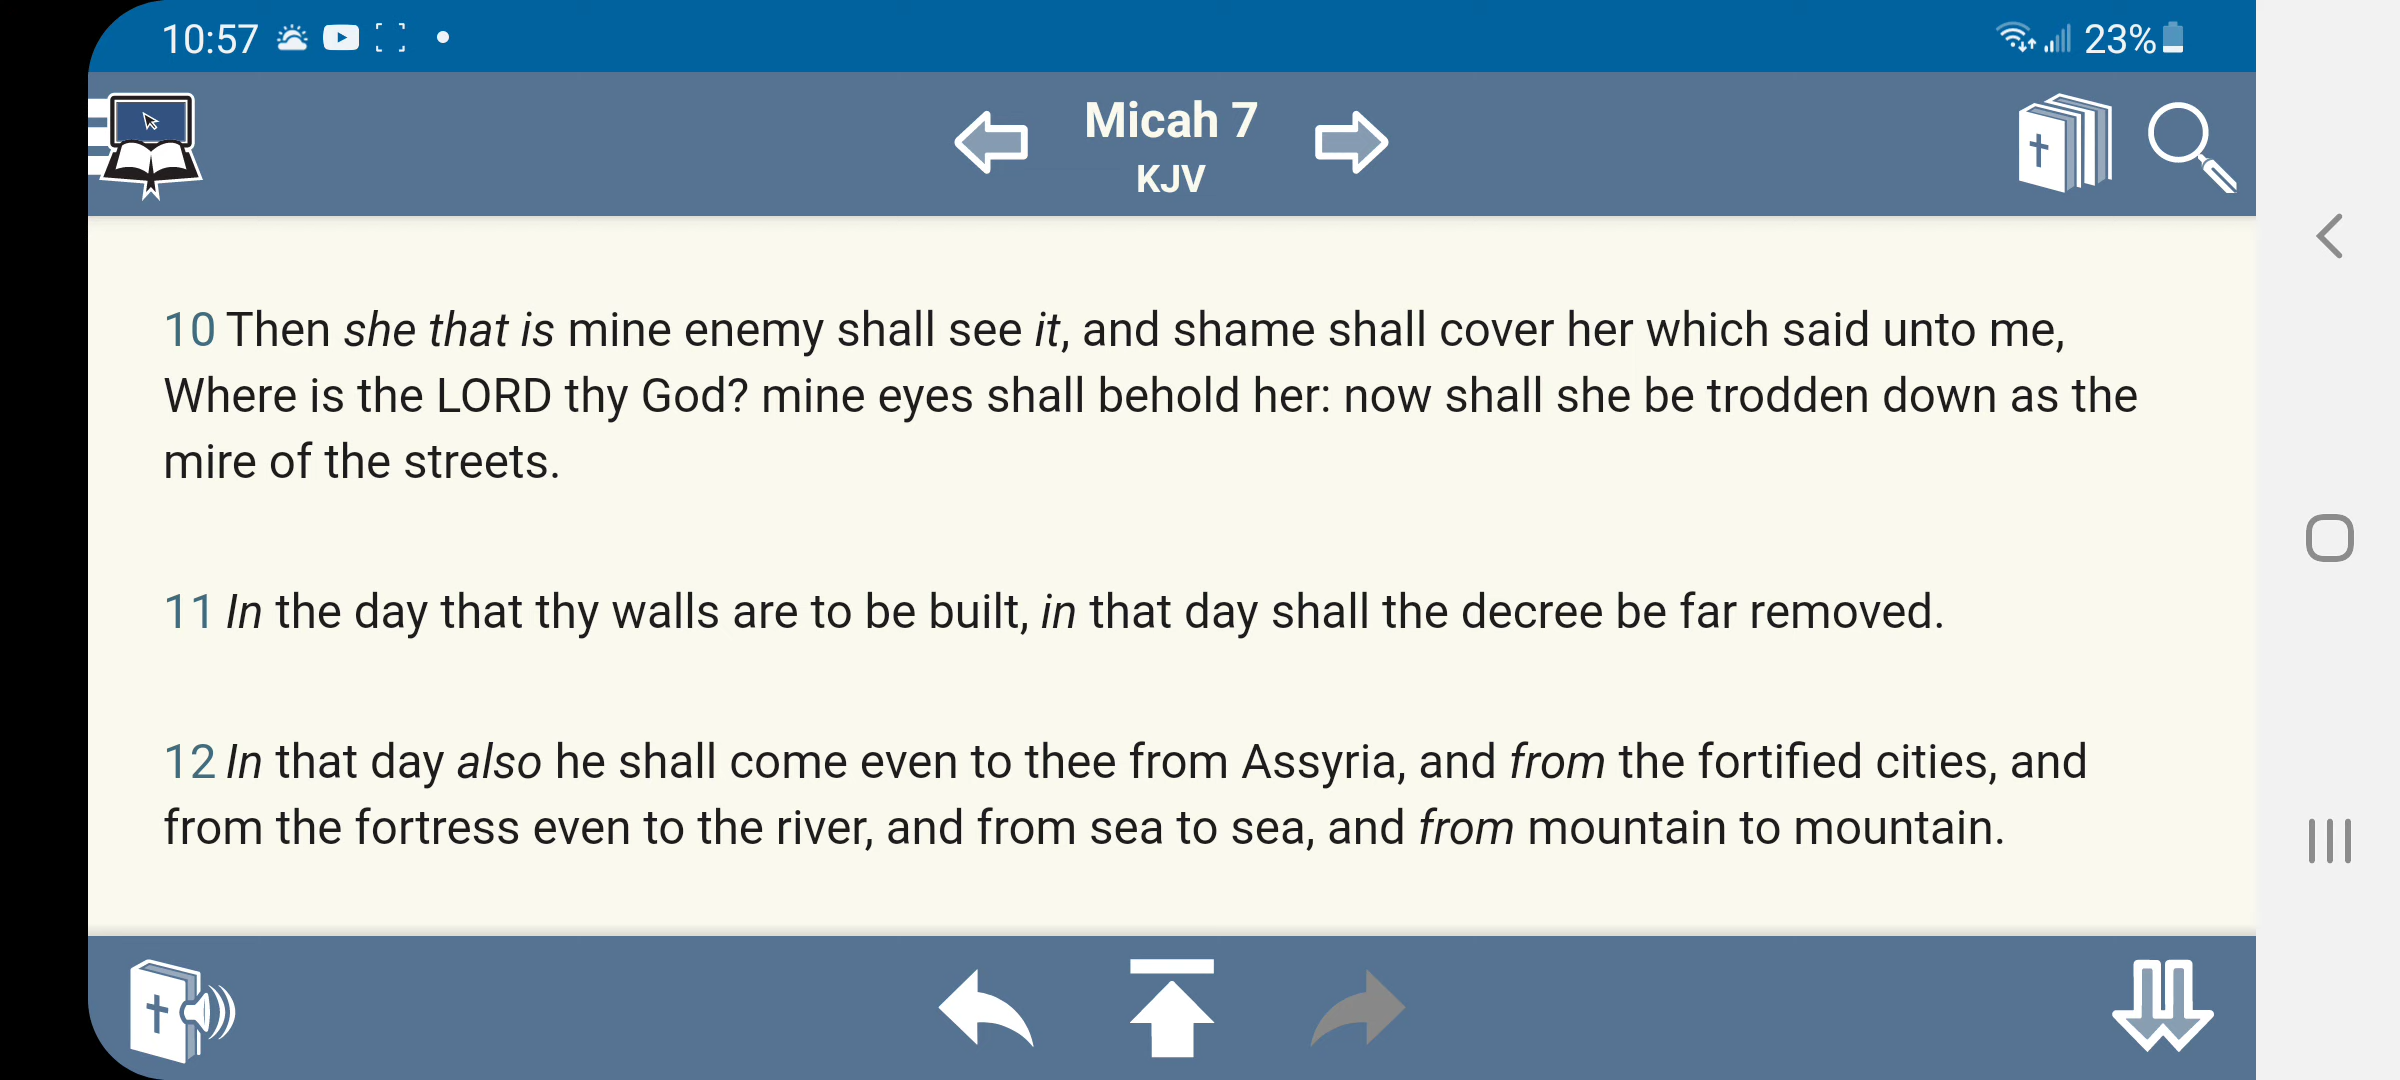 10:57 23%
Micah 7
KJV
10 Then she that is mine enemy shall see it, and shame shall cover her which said unto me,
Where is the LORD thy God? mine eyes shall behold her: now shall she be trodden down as the
mire of the streets.
11 In the day that thy walls are to be built, in that day shall the decree be far removed.
12 In that day also he shall come even to thee from Assyria, and from the fortified cities, and
from the fortress even to the river, and from sea to sea, and from mountain to mountain.